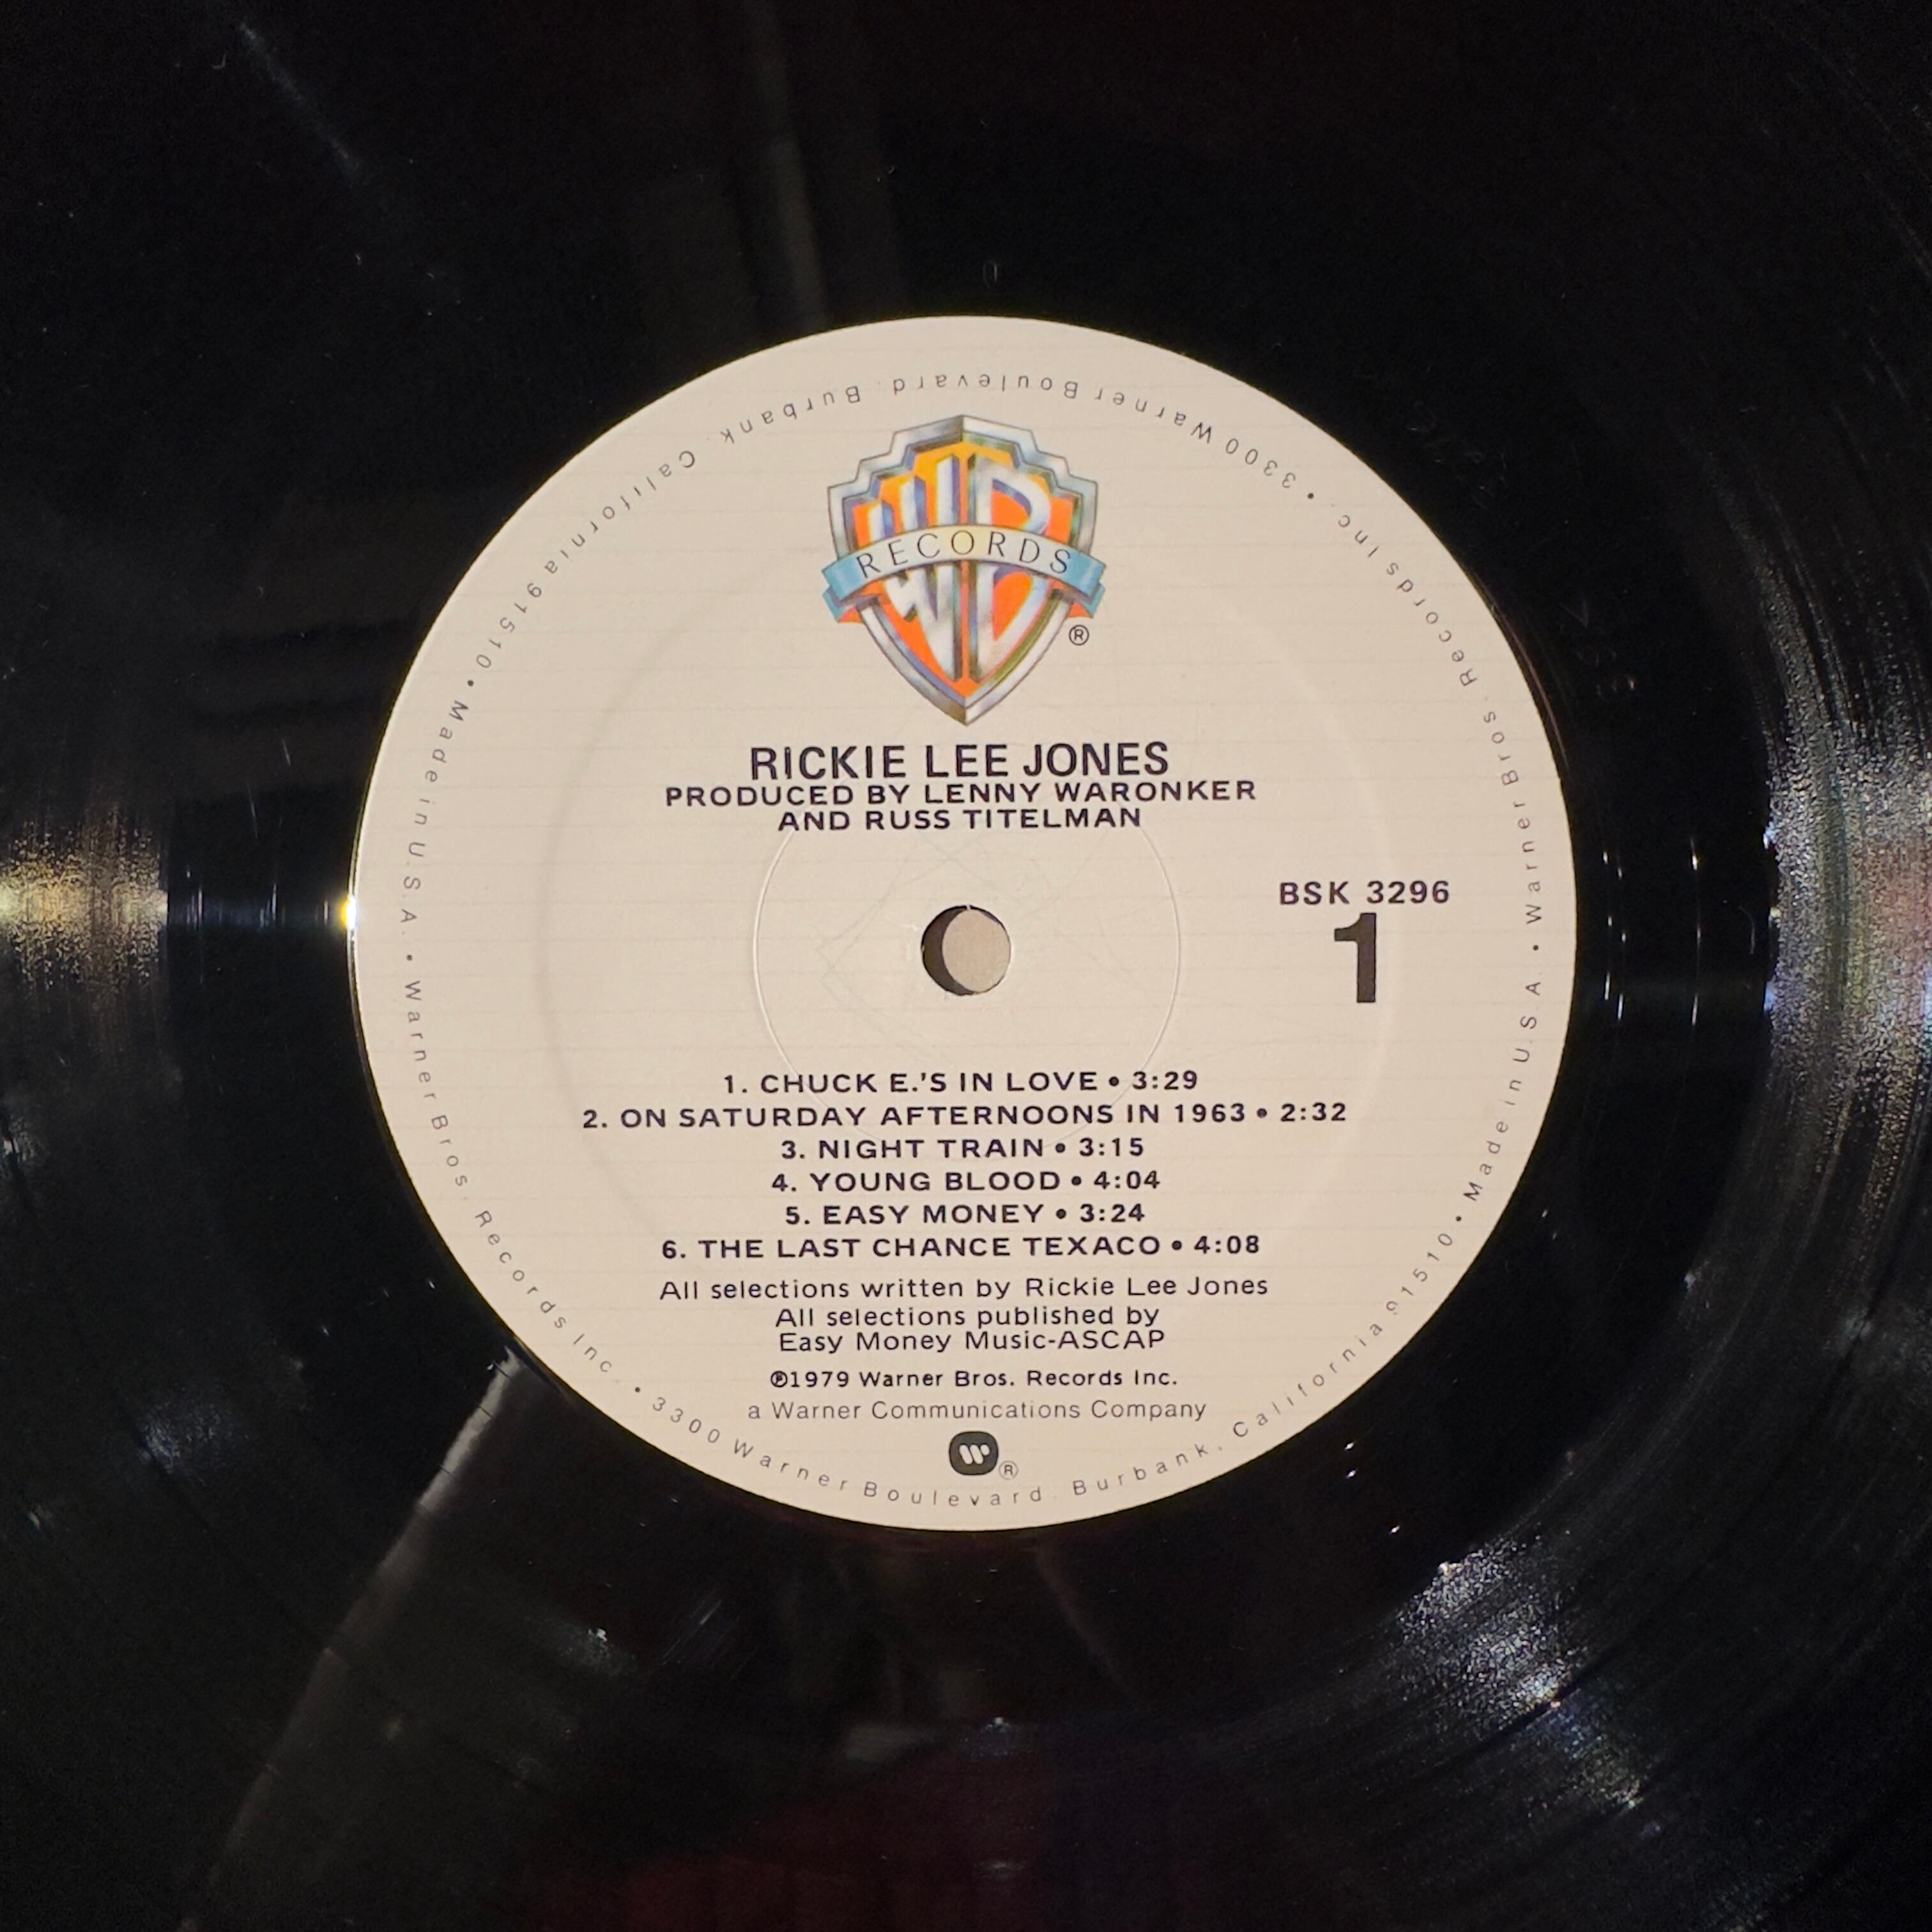 WB
RECORDS
®
RICKIE LEE JONES
PRODUCED BY LENNY WARONKER
AND RUSS TITELMAN
BSK 3296
1
1. CHUCK E.'S IN LOVE • 3:29
2. ON SATURDAY AFTERNOONS IN 1963 • 2:32
3. NIGHT TRAIN • 3:15
4. YOUNG BLOOD • 4:04
5. EASY MONEY • 3:24
6. THE LAST CHANCE TEXACO • 4:08
All selections written by Rickie Lee Jones
All selections published by
Easy Money Music-ASCAP
℗1979 Warner Bros. Records Inc.
a Warner Communications Company
W ®
Warner Bros. Records Inc. • 3300 Warner Boulevard, Burbank, California 91510 • Made in U.S.A. • Warner Bros. Records Inc. • 3300 Warner Boulevard, Burbank, California 91510 • Made in U.S.A. •